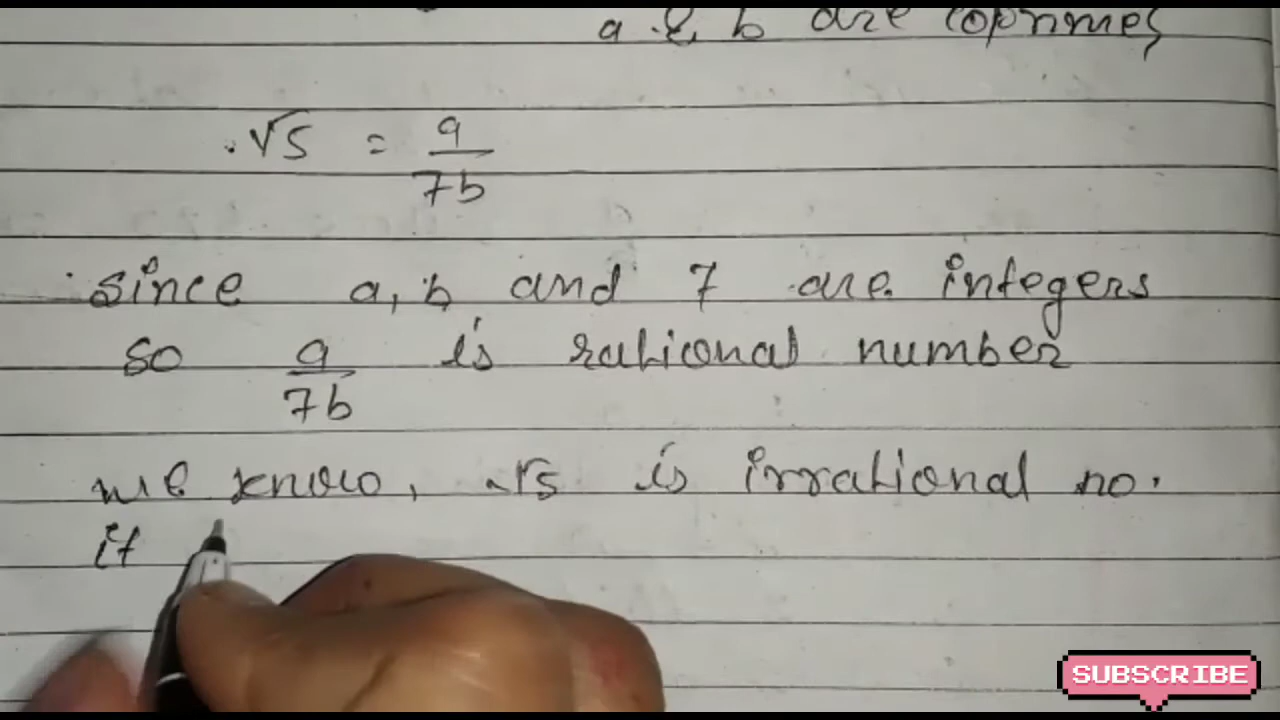 a & b are coprimes
√5 = a/7b
since a, b and 7 are integers
so a/7b is rational number
we know, √5 is irrational no.
it
SUBSCRIBE